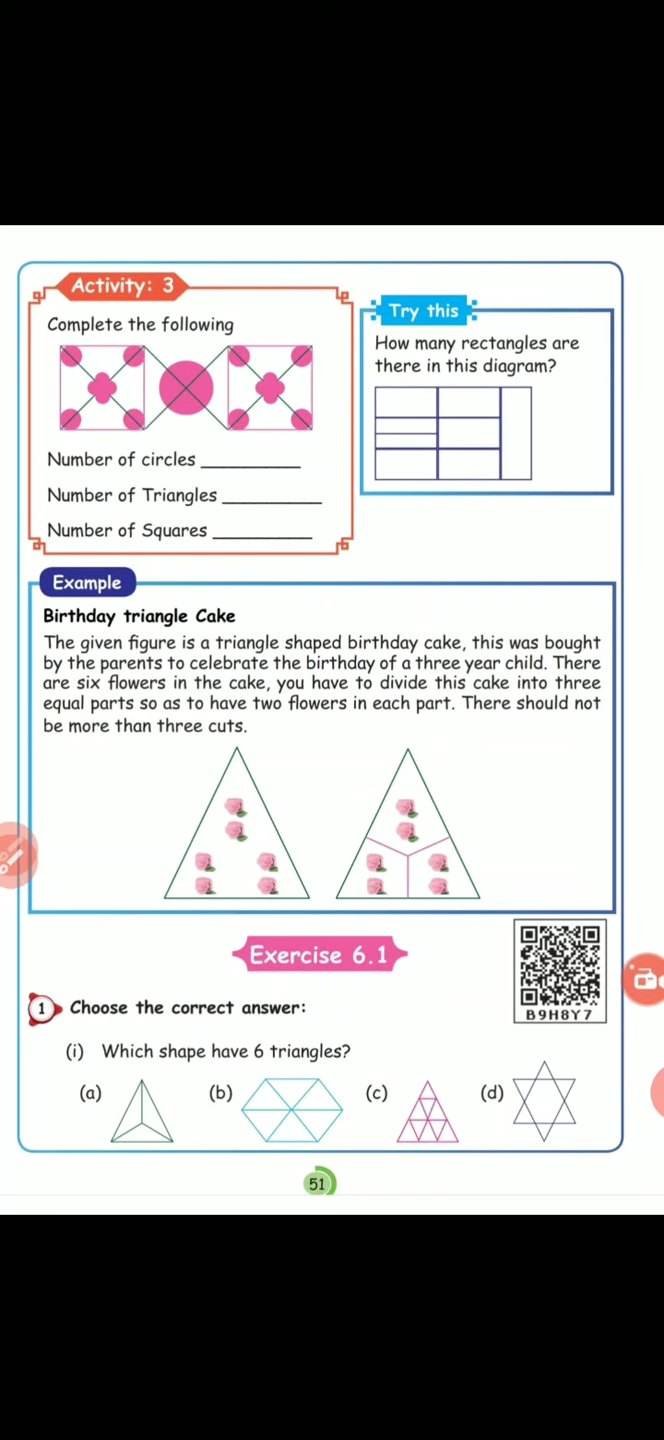 Activity: 3
Complete the following
Number of circles ___________
Number of Triangles ___________
Number of Squares ___________
Try this
How many rectangles are
there in this diagram?
Example
Birthday triangle Cake
The given figure is a triangle shaped birthday cake, this was bought
by the parents to celebrate the birthday of a three year child. There
are six flowers in the cake, you have to divide this cake into three
equal parts so as to have two flowers in each part. There should not
be more than three cuts.
Exercise 6.1
B9H8Y7
1 Choose the correct answer:
(i) Which shape have 6 triangles?
(a) (b) (c) (d)
51